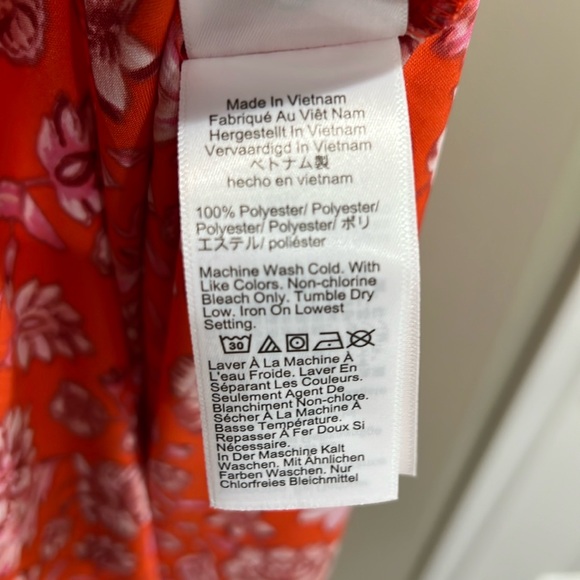 Made In Vietnam
Fabriqué Au Viêt Nam
Hergestellt In Vietnam
Vervaardigd In Vietnam
ベトナム製
hecho en vietnam
100% Polyester/ Polyester/
Polyester/ Polyester/ ポリ
エステル/ poliéster
Machine Wash Cold. With
Like Colors. Non-chlorine
Bleach Only. Tumble Dry
Low. Iron On Lowest
Setting.
30
Laver À La Machine À
L'eau Froide. Laver En
Séparant Les Couleurs.
Seulement Agent De
Blanchiment Non-chlore.
Sécher À La Machine À
Basse Température.
Repasser À Fer Doux Si
Nécessaire.
In Der Maschine Kalt
Waschen. Mit Ähnlichen
Farben Waschen. Nur
Chlorfreies Bleichmittel